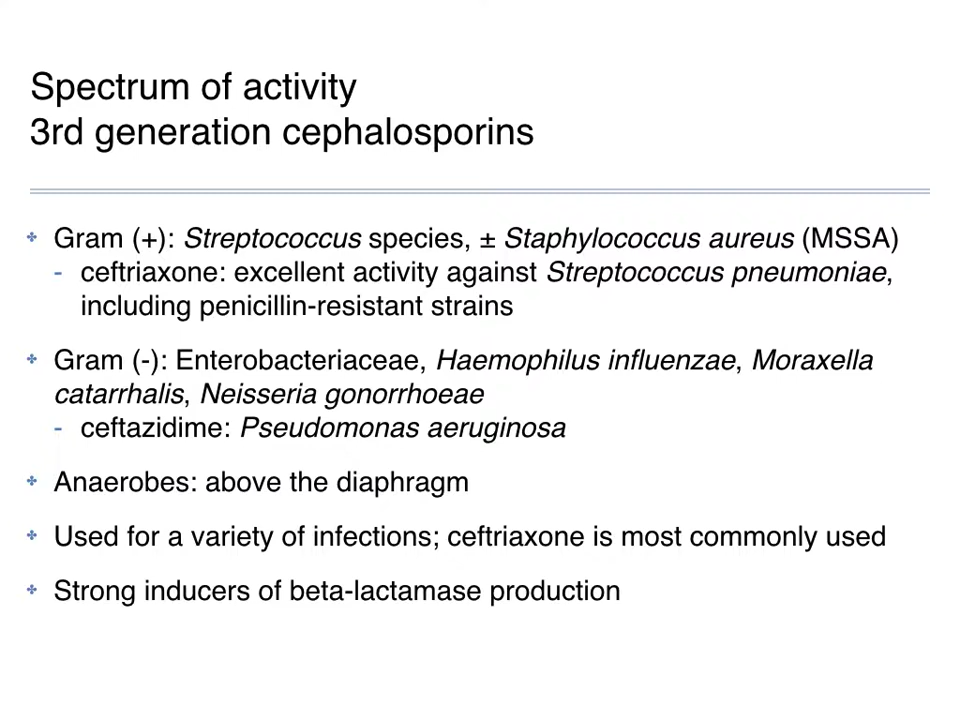 Spectrum of activity
3rd generation cephalosporins
Gram (+): Streptococcus species, ± Staphylococcus aureus (MSSA)
- ceftriaxone: excellent activity against Streptococcus pneumoniae,
including penicillin-resistant strains
Gram (-): Enterobacteriaceae, Haemophilus influenzae, Moraxella
catarrhalis, Neisseria gonorrhoeae
- ceftazidime: Pseudomonas aeruginosa
Anaerobes: above the diaphragm
Used for a variety of infections; ceftriaxone is most commonly used
Strong inducers of beta-lactamase production